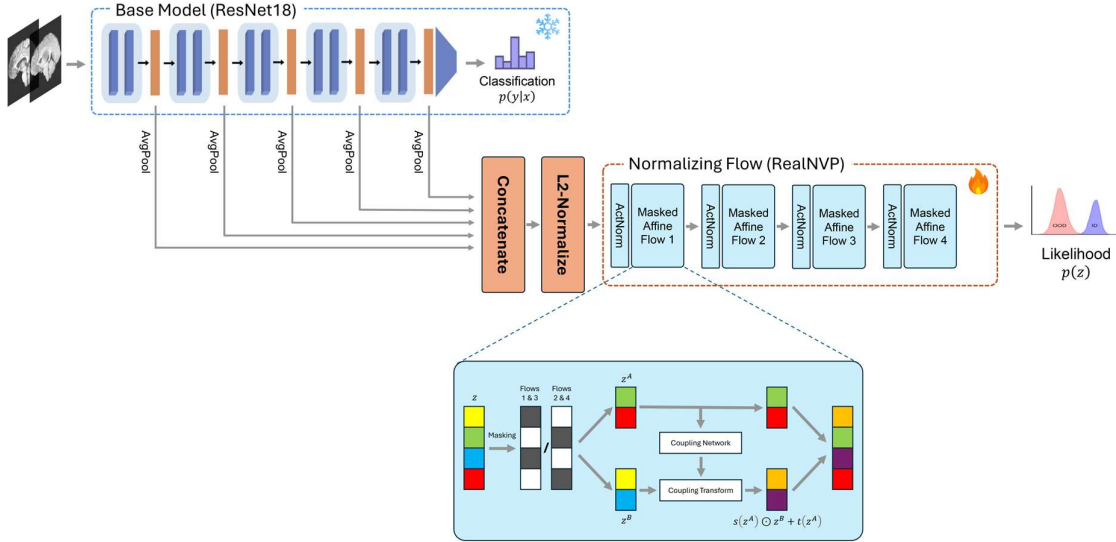 Base Model (ResNet18)
Classification
p(y|x)
AvgPool
AvgPool
AvgPool
AvgPool
AvgPool
Concatenate
L2-Normalize
Normalizing Flow (RealNVP)
ActNorm
Masked
Affine
Flow 1
ActNorm
Masked
Affine
Flow 2
ActNorm
Masked
Affine
Flow 3
ActNorm
Masked
Affine
Flow 4
OOD
ID
Likelihood
p(z)
z
Masking
Flows
1 & 3
/
Flows
2 & 4
z^A
Coupling Network
Coupling Transform
z^B
s(z^A) ⊙ z^B + t(z^A)